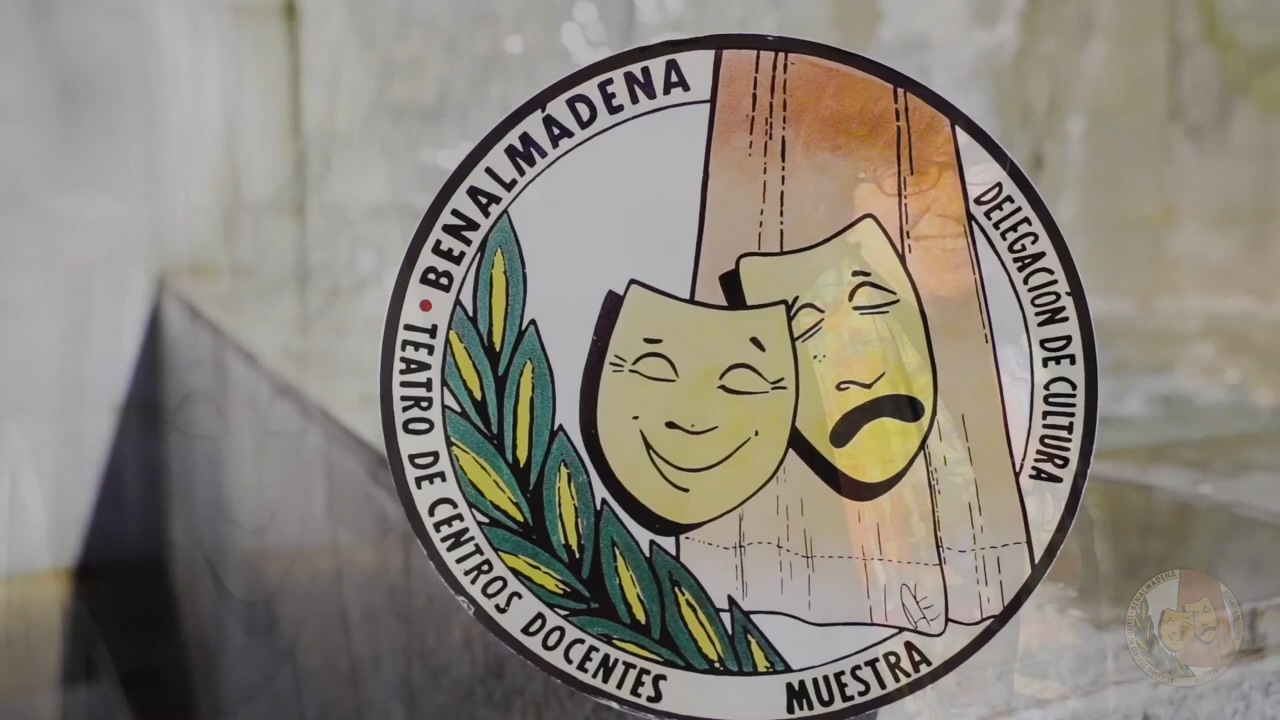 BENALMÁDENA
DELEGACIÓN DE CULTURA
MUESTRA
TEATRO DE CENTROS DOCENTES